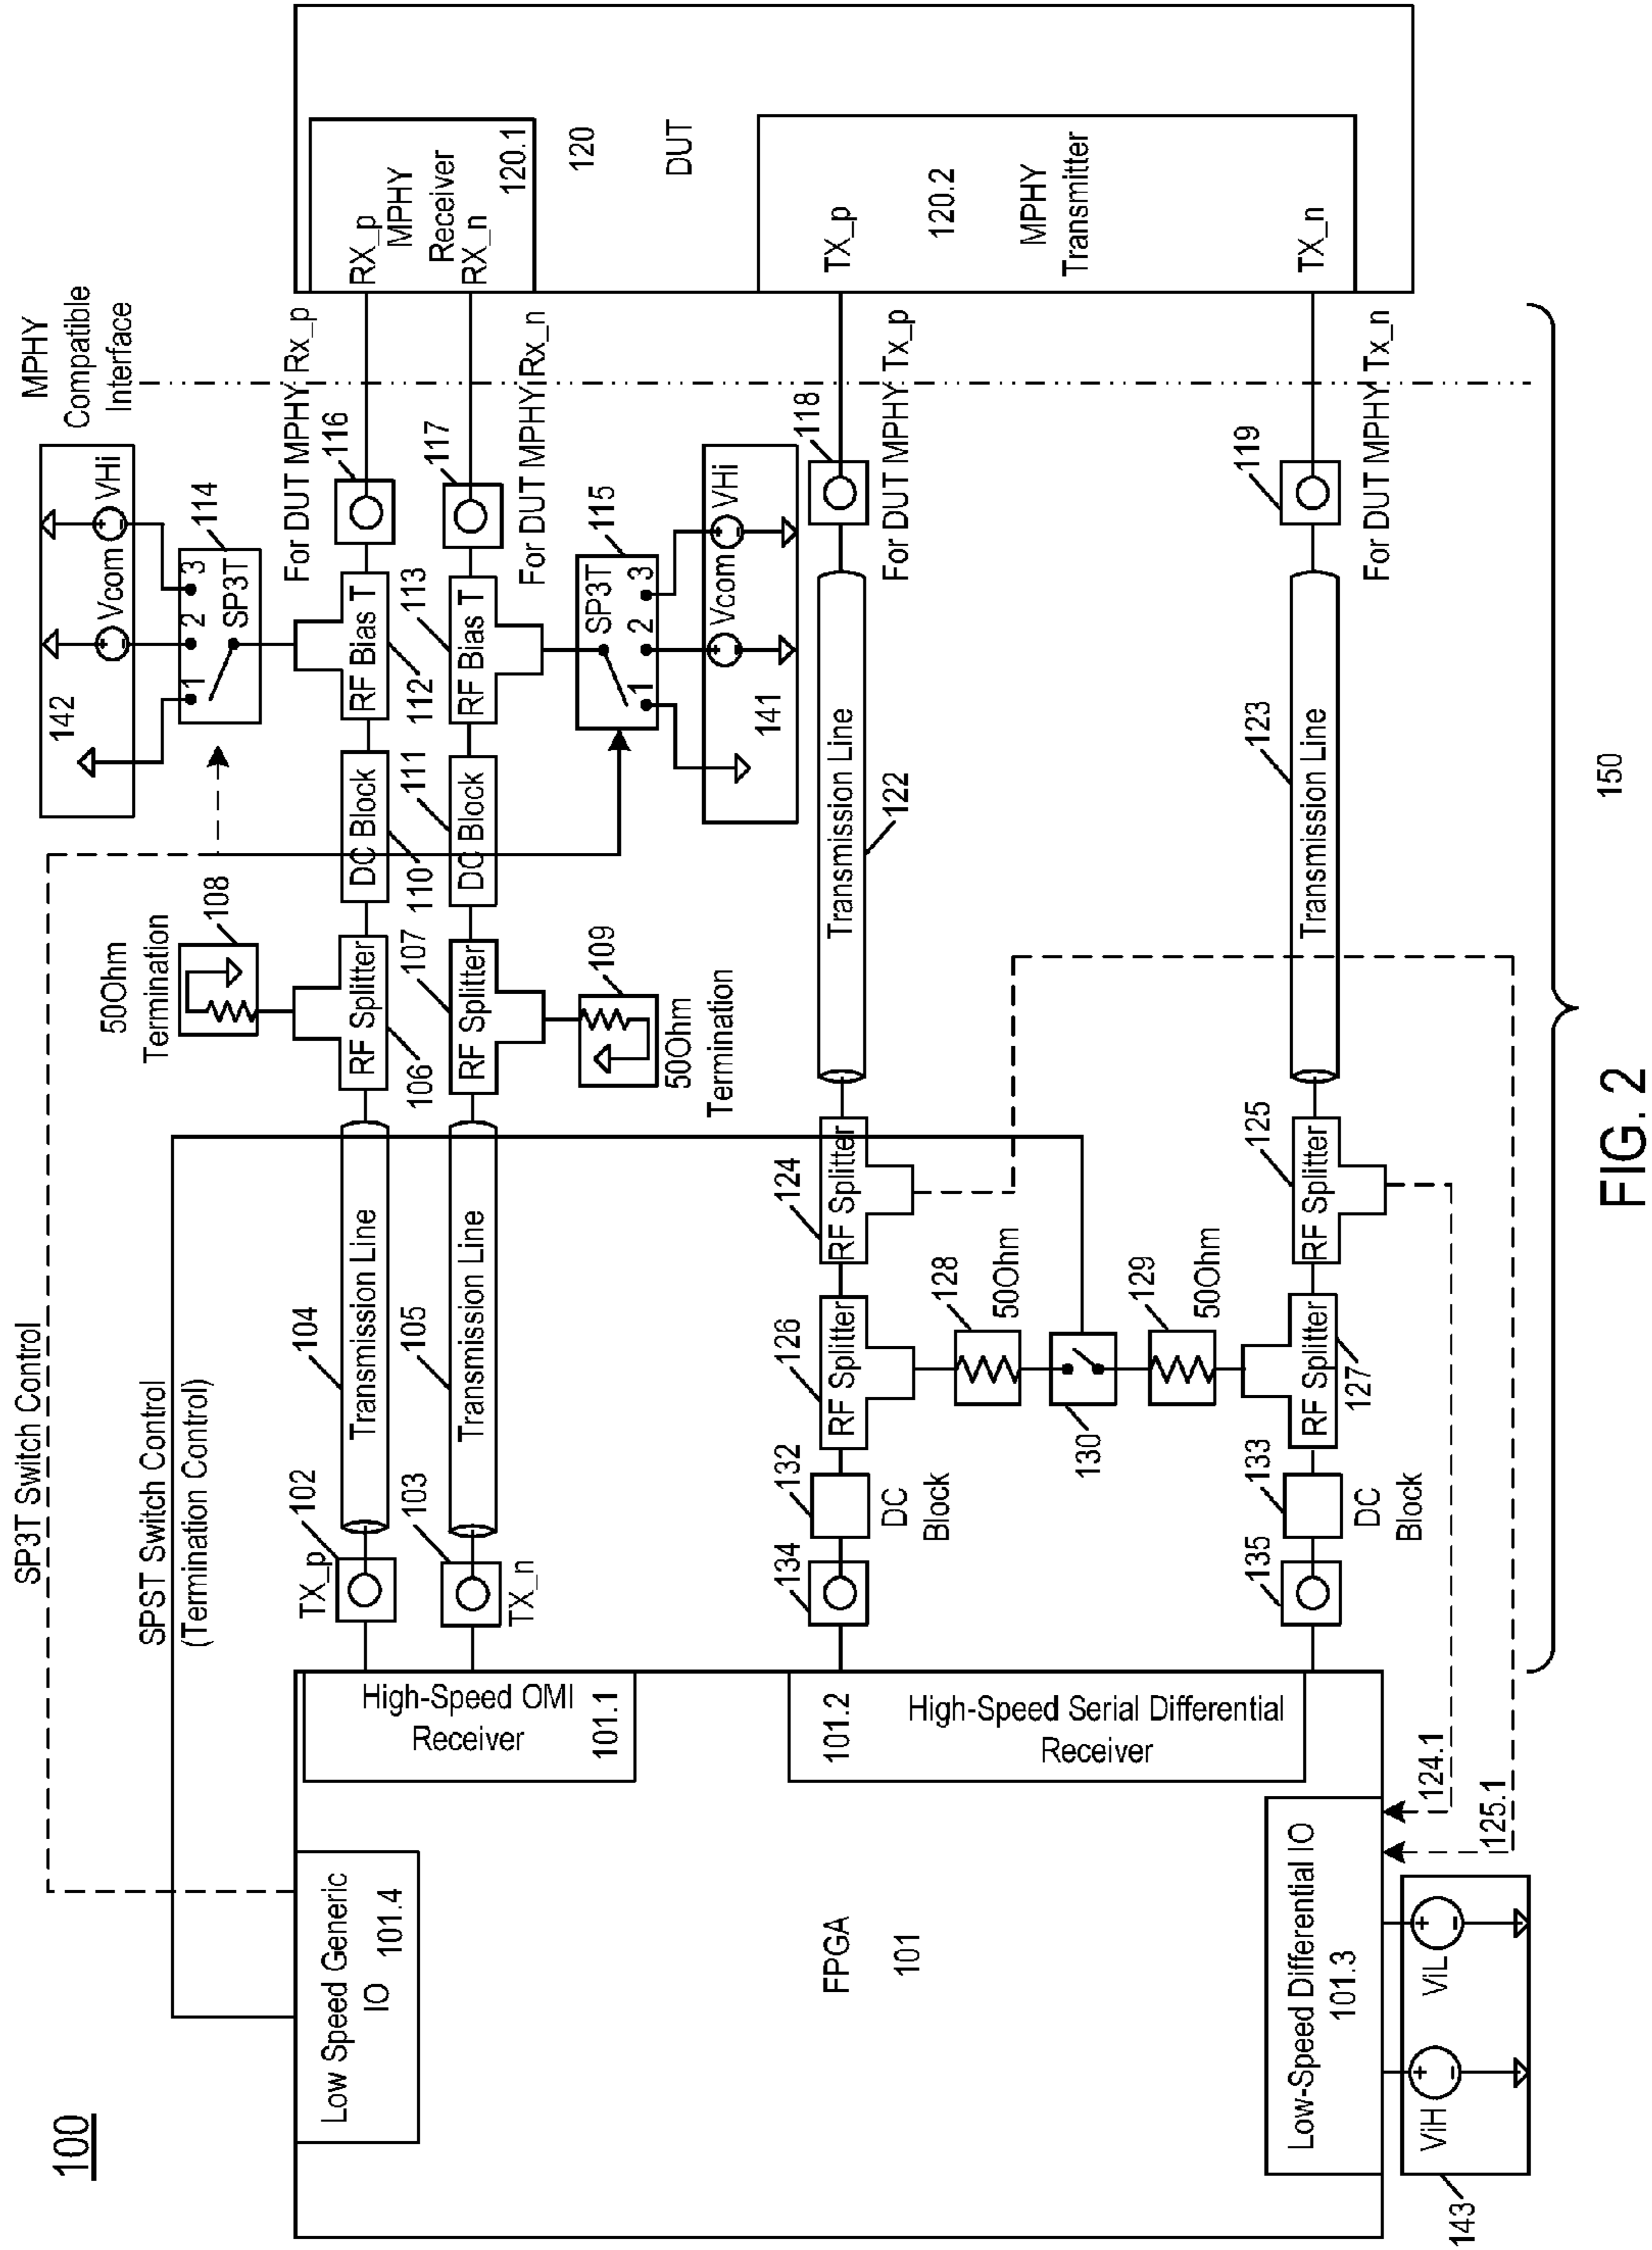 100
SP3T Switch Control
SPST Switch Control
(Termination Control)
Low Speed Generic
IO 101.4
FPGA
101
High-Speed OMI
Receiver
101.1
101.2
High-Speed Serial Differential
Receiver
Low-Speed Differential IO
101.3
ViH
ViL
143
124.1
125.1
TX_p
102
103
TX_n
104
Transmission Line
105
Transmission Line
50Ohm
Termination
108
RF Splitter
106
107
RF Splitter
109
50Ohm
Termination
DC Block
110
111
DC Block
142
Vcom
VHi
1
2
3
SP3T
114
RF Bias T
112
113
RF Bias T
SP3T
115
1
2
3
141
Vcom
VHi
For DUT MPHY Rx_p
116
117
For DUT MPHY Rx_n
MPHY
Compatible
Interface
RX_p
MPHY
Receiver
RX_n
120.1
120
DUT
TX_p
120.2
MPHY
Transmitter
TX_n
134
132
DC
Block
126
RF Splitter
124
RF Splitter
128
50Ohm
130
129
50Ohm
135
133
DC
Block
RF Splitter
127
125
RF Splitter
Transmission Line
122
118
For DUT MPHY Tx_p
123
Transmission Line
119
For DUT MPHY Tx_n
150
FIG. 2